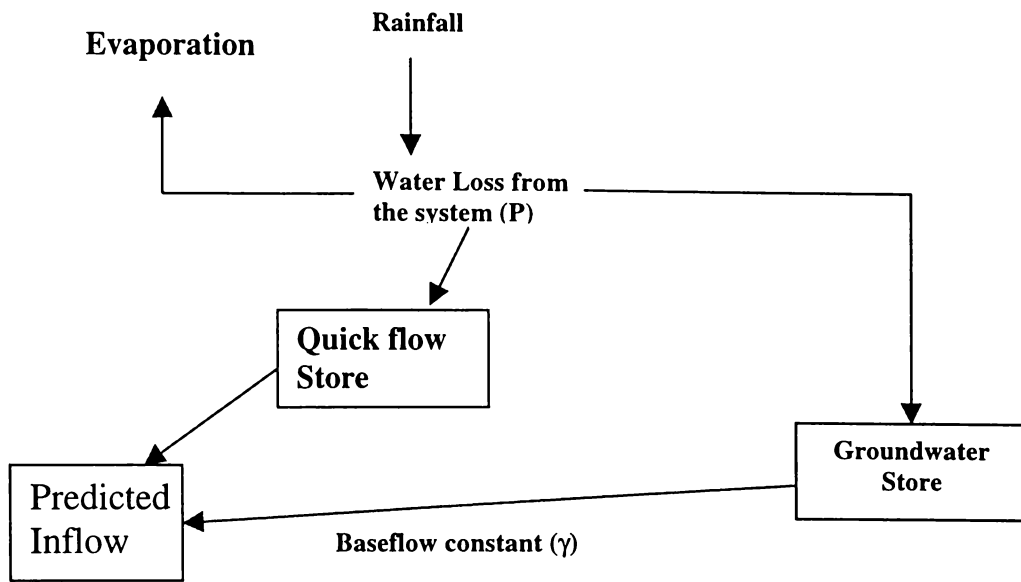 Rainfall
Evaporation
Water Loss from
the system (P)
Quick flow
Store
Groundwater
Store
Predicted
Inflow
Baseflow constant (γ)